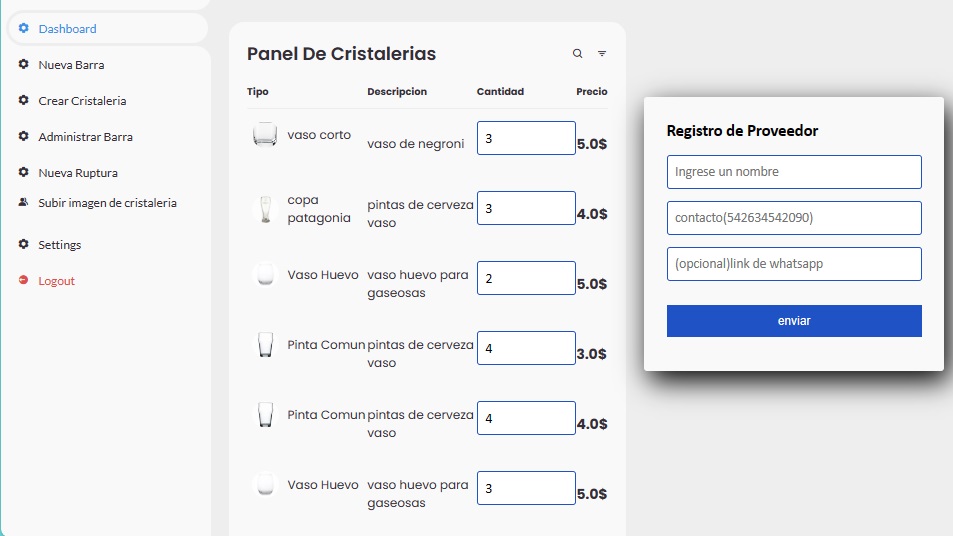 Dashboard
Nueva Barra
Crear Cristaleria
Administrar Barra
Nueva Ruptura
Subir imagen de cristaleria
Settings
Logout
Panel De Cristalerias
Tipo Descripcion Cantidad Precio
vaso corto vaso de negroni 3 5.0$
copa
patagonia
pintas de cerveza
vaso
3 4.0$
Vaso Huevo
vaso huevo para
gaseosas
2 5.0$
Pinta Comun
pintas de cerveza
vaso
4 3.0$
Pinta Comun
pintas de cerveza
vaso
4 4.0$
Vaso Huevo
vaso huevo para
gaseosas
3 5.0$
Registro de Proveedor
Ingrese un nombre
contacto(542634542090)
(opcional)link de whatsapp
enviar